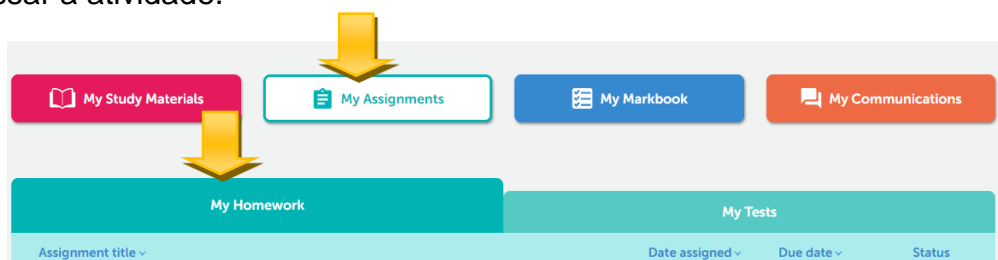 a atividade.
My Study Materials My Assignments My Markbook My Communications
My Homework My Tests
Assignment title Date assigned Due date Status